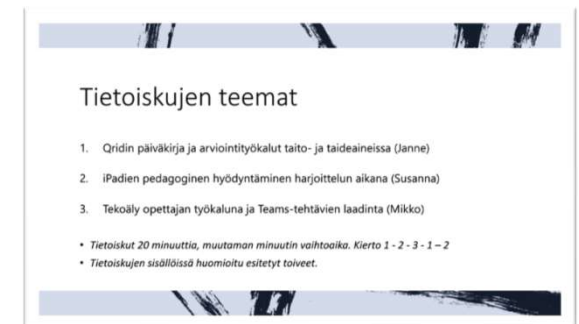 Tietoiskujen teemat
1. Qridin päiväkirja ja arviointityökalut taito- ja taideaineissa (Janne)
2. iPadien pedagoginen hyödyntäminen harjoittelun aikana (Susanna)
3. Tekoäly opettajan työkaluna ja Teams-tehtävien laadinta (Mikko)
• Tietoiskut 20 minuuttia, muutaman minuutin vaihtoaika. Kierto 1 - 2 - 3 - 1 – 2
• Tietoiskujen sisällöissä huomioitu esitetyt toiveet.